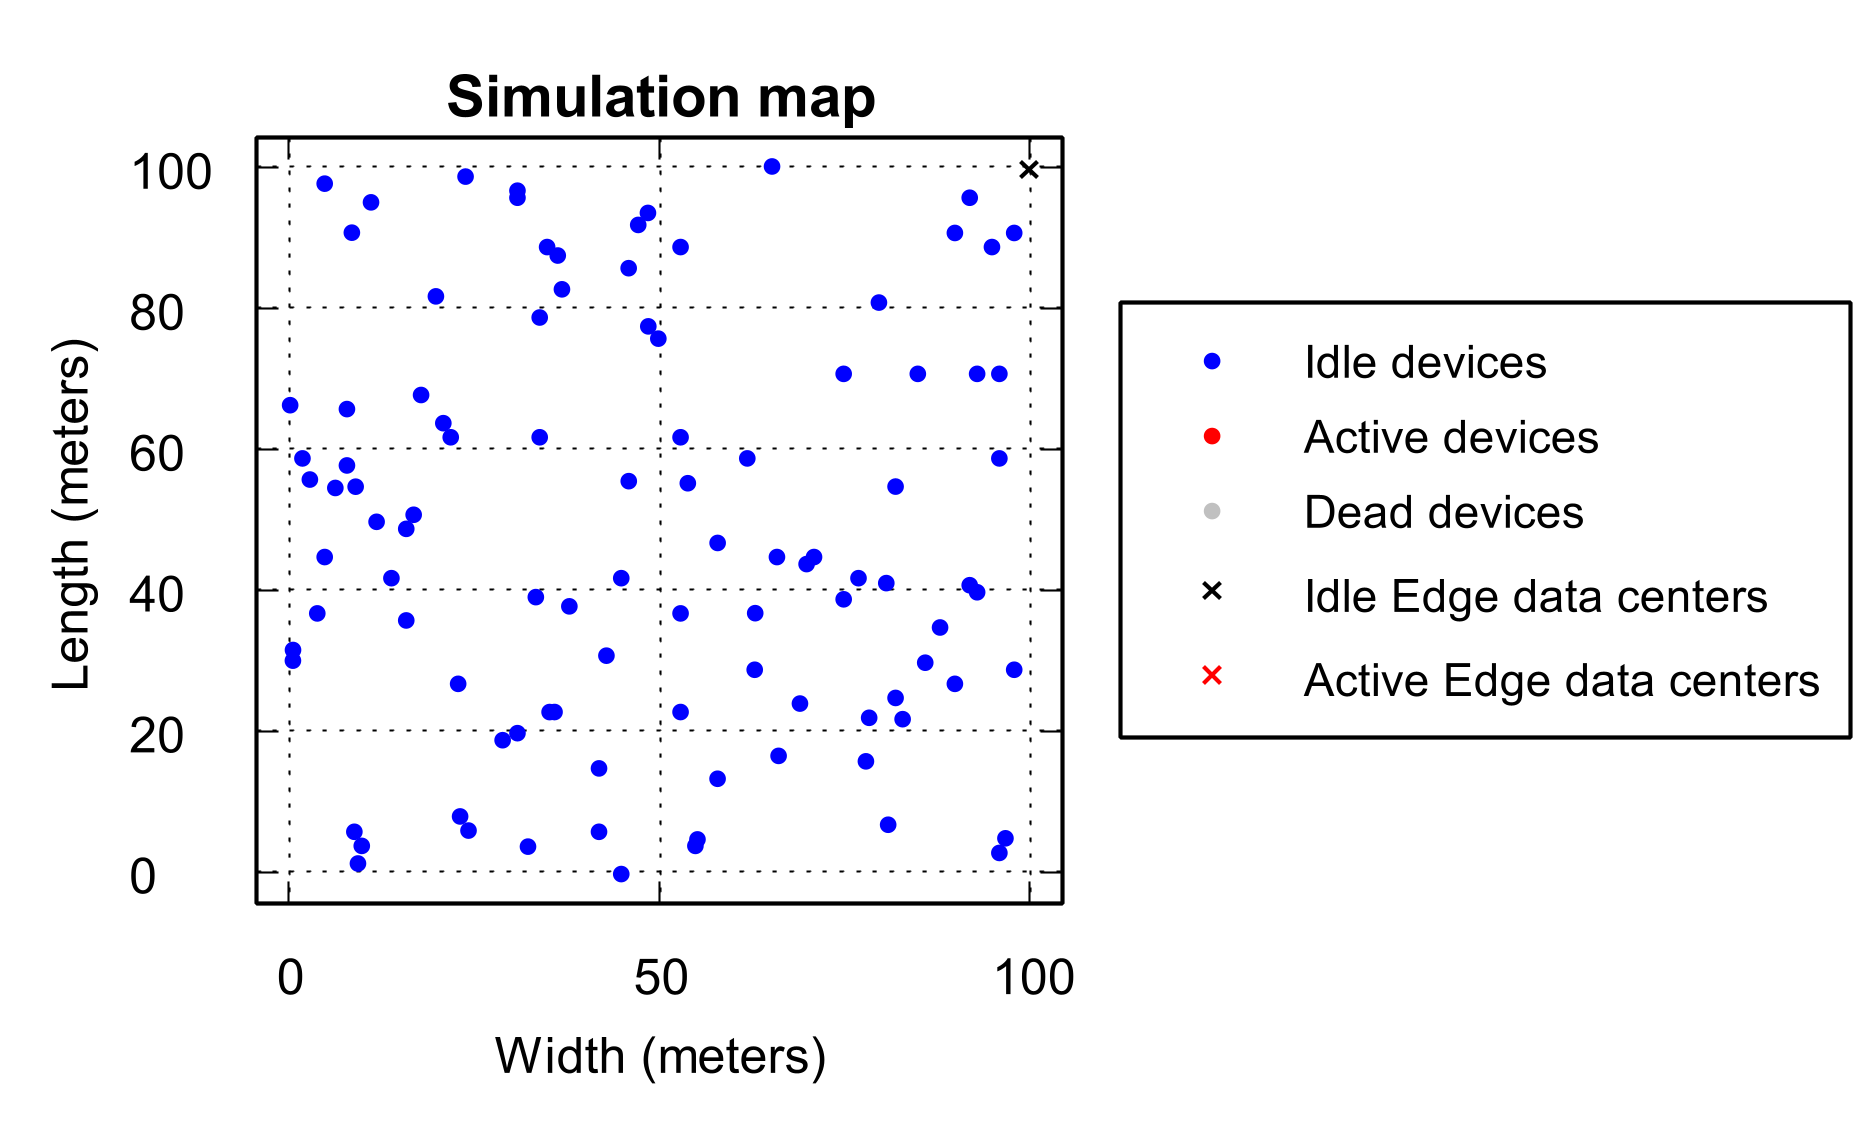 Simulation map
100
80
60
40
20
0
Length (meters)
0 50 100
Width (meters)
Idle devices
Active devices
Dead devices
Idle Edge data centers
Active Edge data centers